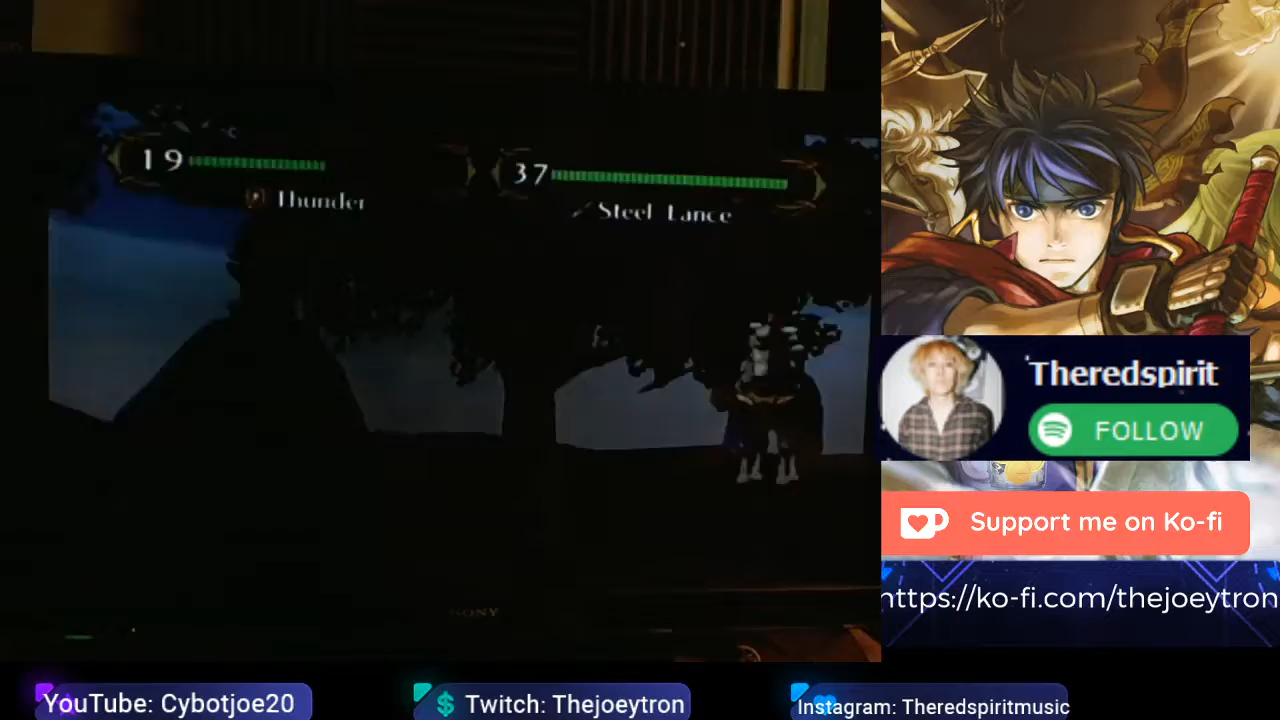 19
Thunder
37
Steel Lance
SONY
Theredspirit
FOLLOW
Support me on Ko-fi
https://ko-fi.com/thejoeytron
YouTube: Cybotjoe20
Twitch: Thejoeytron
Instagram: Theredspiritmusic